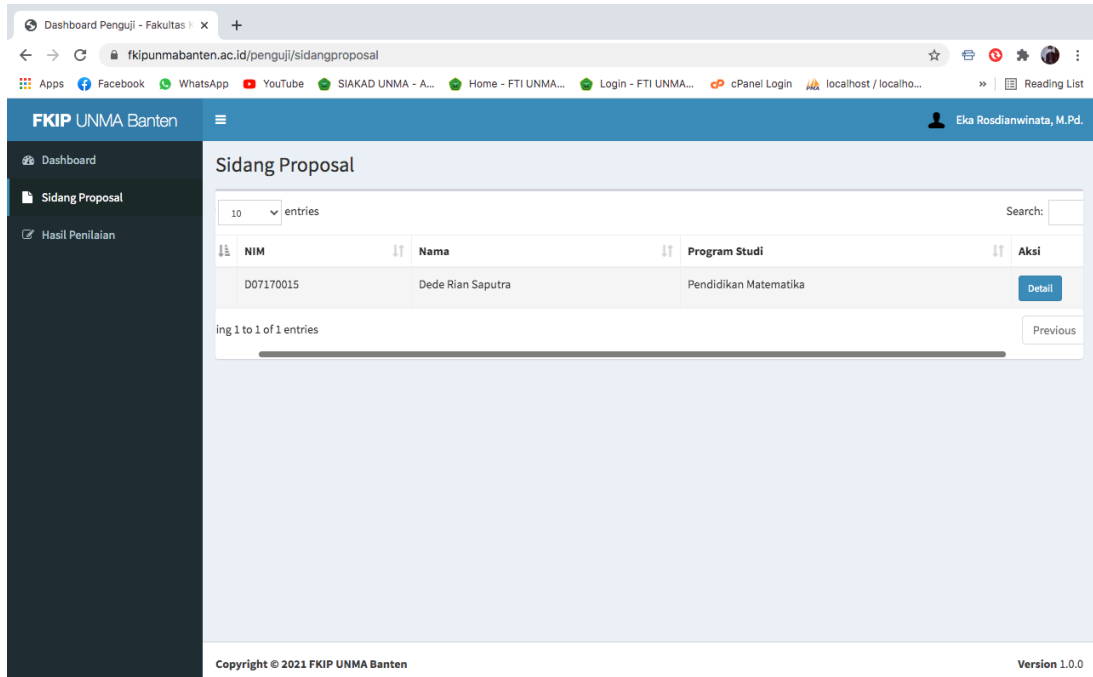 Dashboard Penguji - Fakultas
fkipunmabanten.ac.id/penguji/sidangproposal
Apps Facebook WhatsApp YouTube SIAKAD UNMA - A... Home - FTI UNMA... Login - FTI UNMA... cPanel Login localhost / localho... » Reading List
FKIP UNMA Banten
Eka Rosdianwinata, M.Pd.
Dashboard
Sidang Proposal
Hasil Penilaian
Sidang Proposal
10 entries
Search:
NIM Nama Program Studi Aksi
D07170015 Dede Rian Saputra Pendidikan Matematika Detail
ing 1 to 1 of 1 entries
Previous
Copyright © 2021 FKIP UNMA Banten
Version 1.0.0